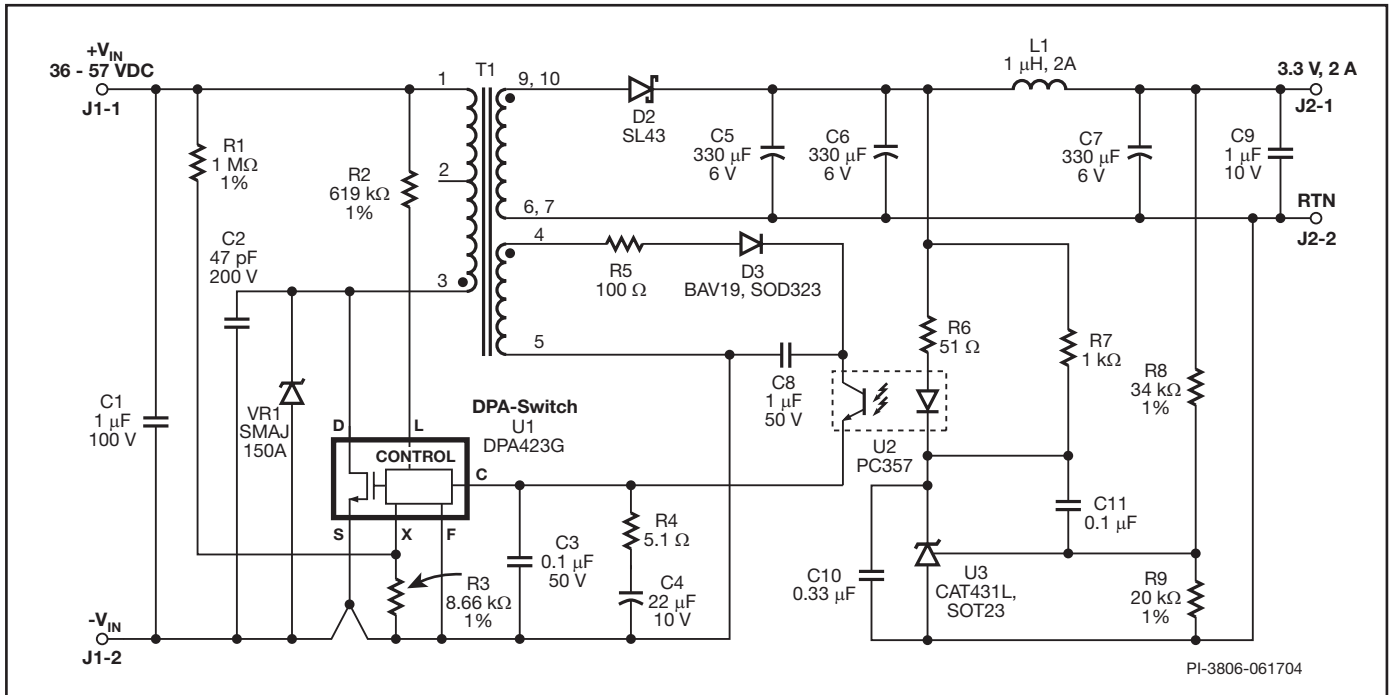 +VIN
36 - 57 VDC
J1-1
R1
1 MΩ
1%
R2
619 kΩ
1%
C2
47 pF
200 V
C1
1 µF
100 V
VR1
SMAJ
150A
1
2
3
T1
9, 10
6, 7
4
5
D2
SL43
C5
330 µF
6 V
C6
330 µF
6 V
L1
1 µH, 2A
C7
330 µF
6 V
C9
1 µF
10 V
3.3 V, 2 A
J2-1
RTN
J2-2
R5
100 Ω
D3
BAV19, SOD323
C8
1 µF
50 V
R6
51 Ω
R7
1 kΩ
R8
34 kΩ
1%
U2
PC357
DPA-Switch
U1
DPA423G
D
L
CONTROL
C
S
X
F
R3
8.66 kΩ
1%
C3
0.1 µF
50 V
R4
5.1 Ω
C4
22 µF
10 V
C10
0.33 µF
C11
0.1 µF
U3
CAT431L,
SOT23
R9
20 kΩ
1%
-VIN
J1-2
PI-3806-061704